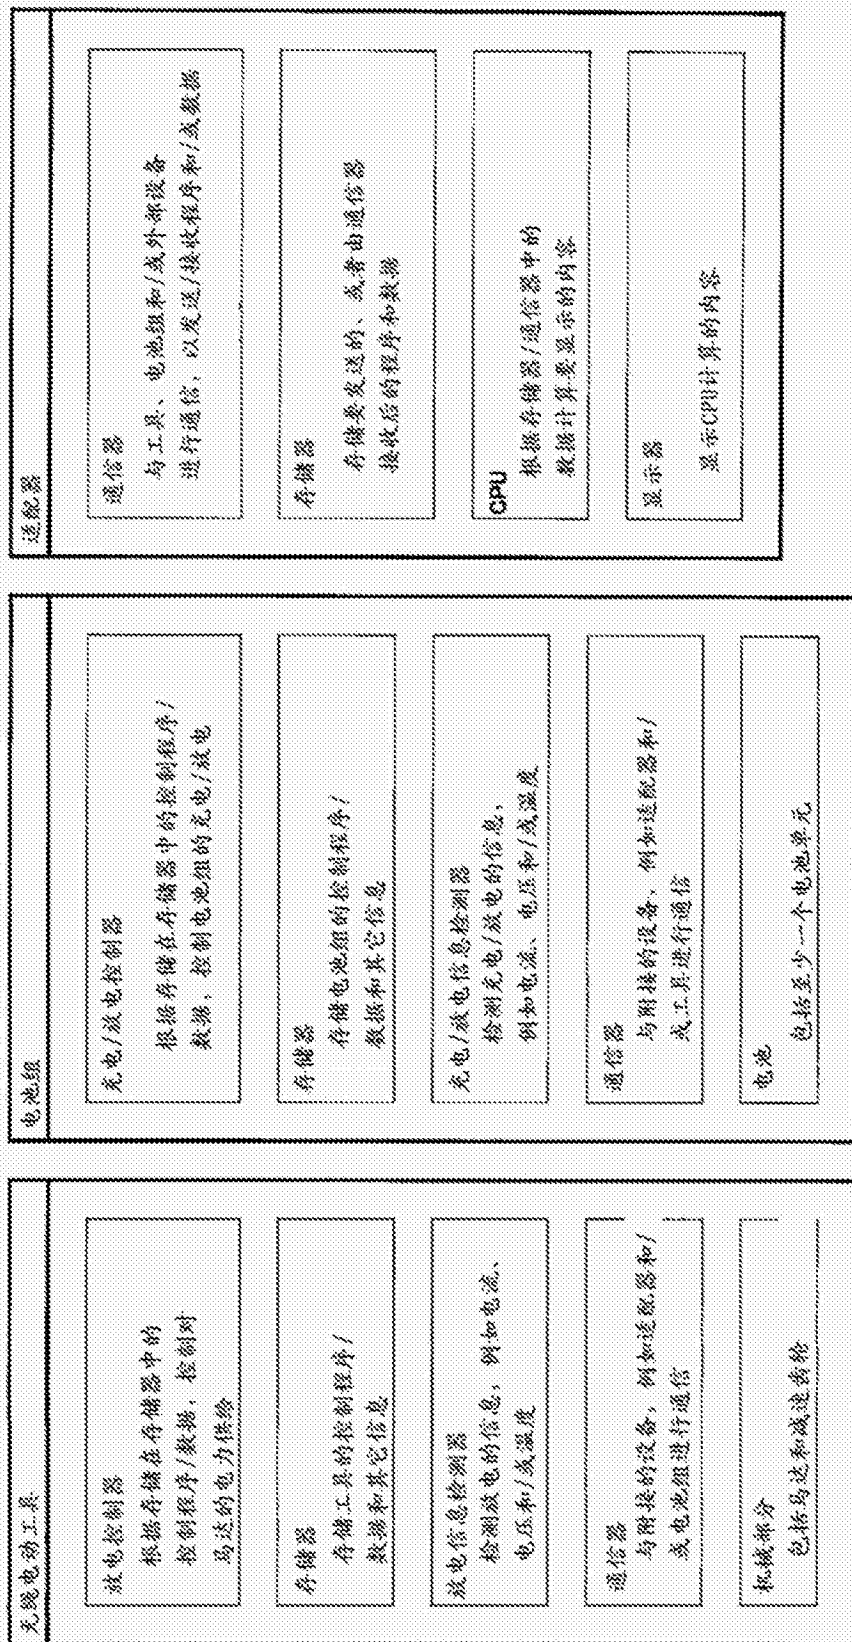 无绳电动工具
放电控制器
根据存储在存储器中的
控制程序/数据，控制对
马达的电力供给
存储器
存储工具的控制程序/
数据和其它信息
放电信息检测器
检测放电的信息，例如电流、
电压和/或温度
通信器
与附接的设备，例如适配器和/
或电池组进行通信
机械部分
包括马达和减速齿轮
电池组
充电/放电控制器
根据存储在存储器中的控制程序/
数据，控制电池组的充电/放电
存储器
存储电池组的控制程序/
数据和其它信息
充电/放电信息检测器
检测充电/放电的信息，
例如电流、电压和/或温度
通信器
与附接的设备，例如适配器和/
或工具进行通信
电池
包括至少一个电池单元
适配器
通信器
与工具、电池组和/或外部设备
进行通信，以发送/接收程序和/或数据
存储器
存储要发送的、或者由通信器
接收后的程序和数据
CPU
根据存储器/通信器中的
数据计算要显示的内容
显示器
显示CPU计算的内容